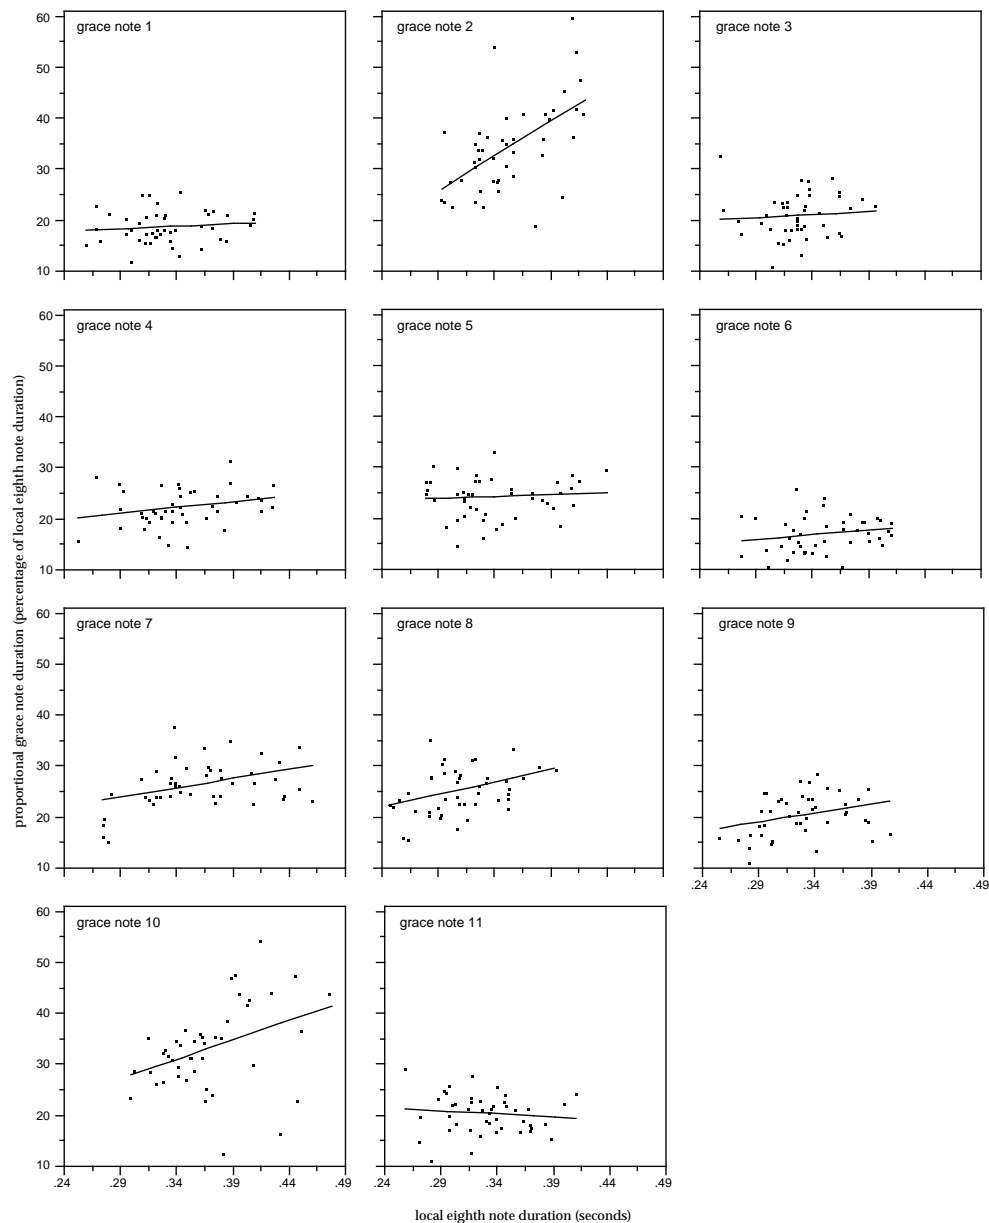 proportional grace note duration (percentage of local eighth note duration)
grace note 1
grace note 2
grace note 3
60
50
40
30
20
10
grace note 4
grace note 5
grace note 6
60
50
40
30
20
10
grace note 7
grace note 8
grace note 9
60
50
40
30
20
10
.24 .29 .34 .39 .44 .49
grace note 10
grace note 11
60
50
40
30
20
10
.24 .29 .34 .39 .44 .49
.24 .29 .34 .39 .44 .49
local eighth note duration (seconds)